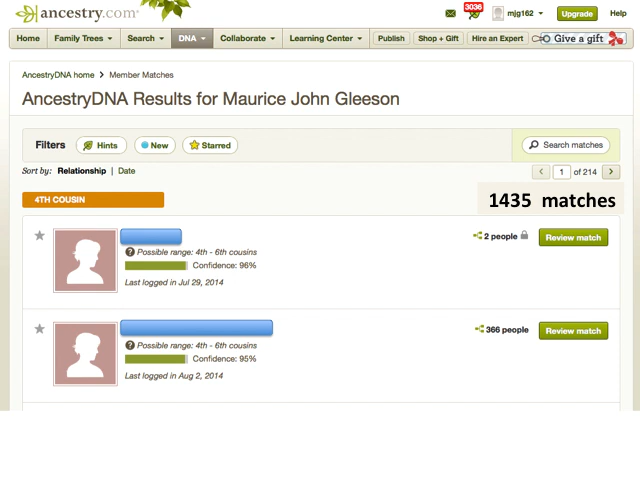 ancestry.com
3036
mjg162
Upgrade
Help
Home
Family Trees
Search
DNA
Collaborate
Learning Center
Publish
Shop + Gift
Hire an Expert
Give a gift
AncestryDNA home > Member Matches
AncestryDNA Results for Maurice John Gleeson
Filters
Hints
New
Starred
Search matches
Sort by: Relationship | Date
1 of 214
4TH COUSIN
1435 matches
2 people
Review match
? Possible range: 4th - 6th cousins
Confidence: 96%
Last logged in Jul 29, 2014
366 people
Review match
? Possible range: 4th - 6th cousins
Confidence: 95%
Last logged in Aug 2, 2014